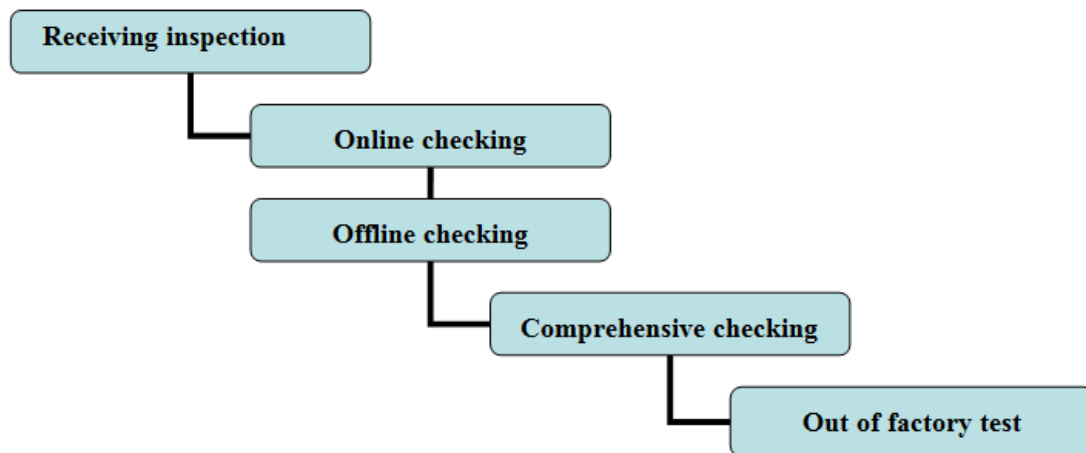 Receiving inspection
Online checking
Offline checking
Comprehensive checking
Out of factory test